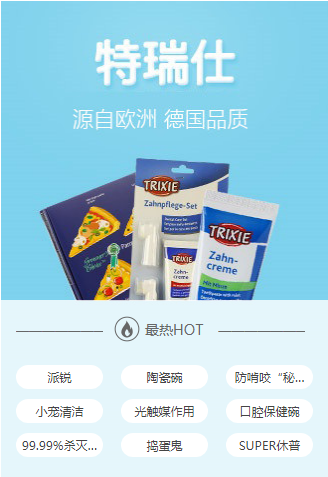 特瑞仕
源自欧洲 德国品质
TRIXIE
Zahnpflege-Set
TRIXIE
Zahn-
creme
TRIXIE
Zahn-
creme
Mit Minze
最热HOT
派锐
陶瓷碗
防啃咬“秘...
小宠清洁
光触媒作用
口腔保健碗
99.99%杀灭...
捣蛋鬼
SUPER休普